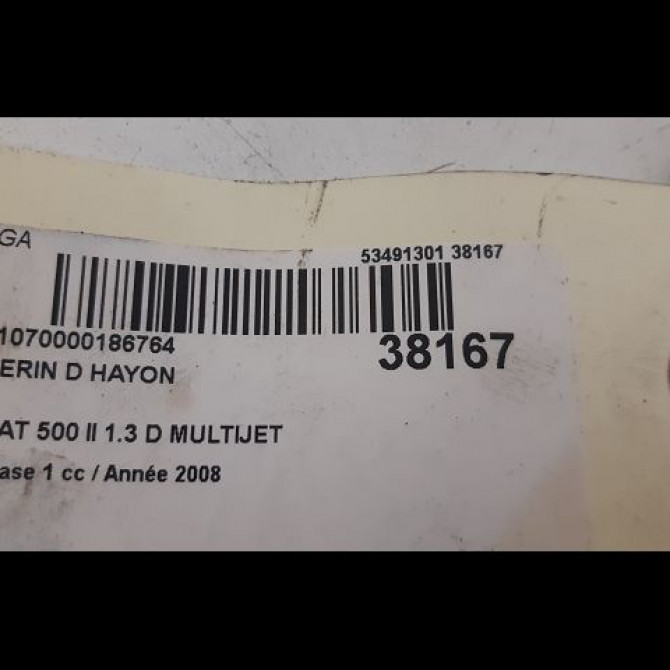 GA
53491301 38167
1070000186764
38167
ERIN D HAYON
AT 500 II 1.3 D MULTIJET
ase 1 cc / Année 2008